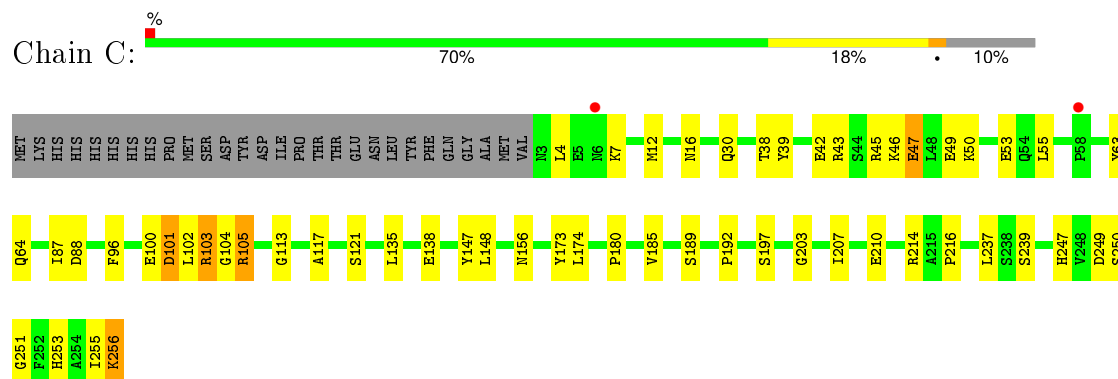 %
Chain C:
70% 18% • 10%
MET LYS HIS HIS HIS HIS HIS HIS PRO MET SER ASP TYR ASP ILE PRO THR THR GLU ASN LEU TYR PHE GLN GLY ALA MET VAL N3 L4 E5 N6 K7 M12 N16 Q30 T38 Y39 E42 R43 S44 R45 K46 E47 L48 E49 K50 E53 Q54 L55 P58 Y63
Q64 I87 D88 F96 E100 D101 L102 R103 G104 R105 G113 A117 S121 L135 E138 Y147 L148 N156 Y173 L174 P180 V185 S189 P192 S197 G203 I207 E210 R214 A215 P216 L237 S238 S239 H247 V248 D249 S250
G251 F252 H253 A254 I255 K256